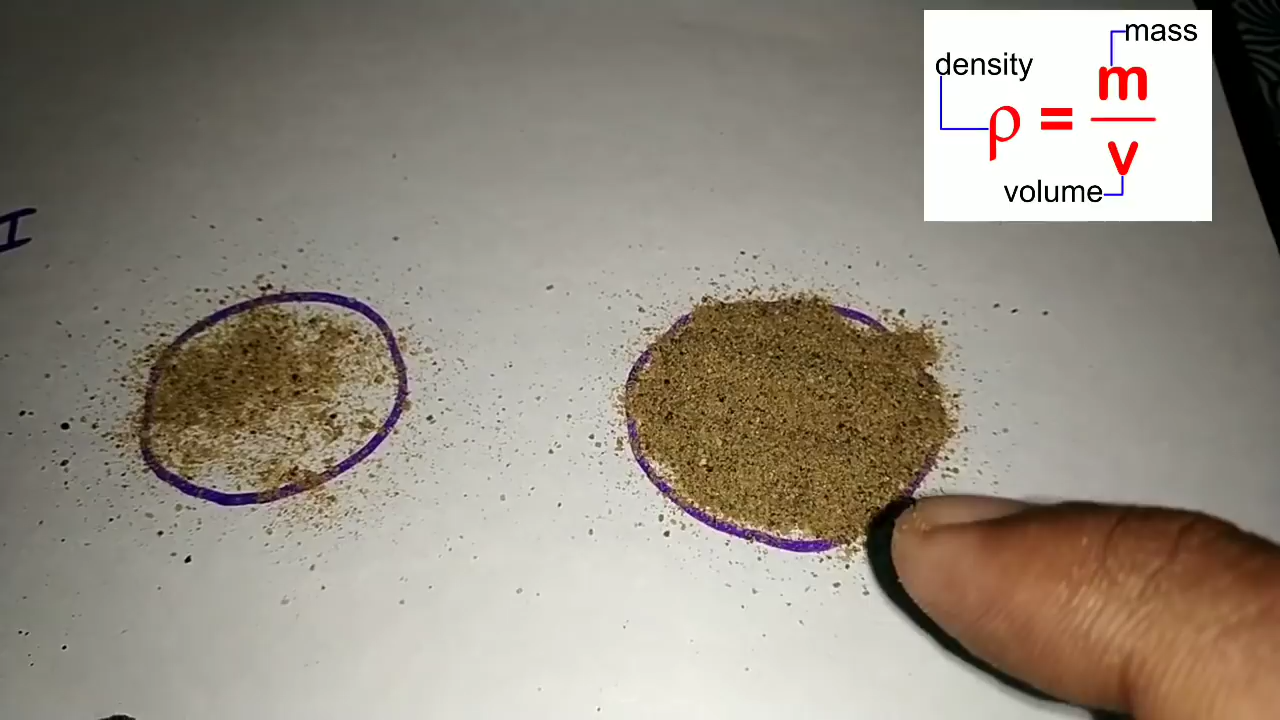 mass
density
ρ = m
v
volume